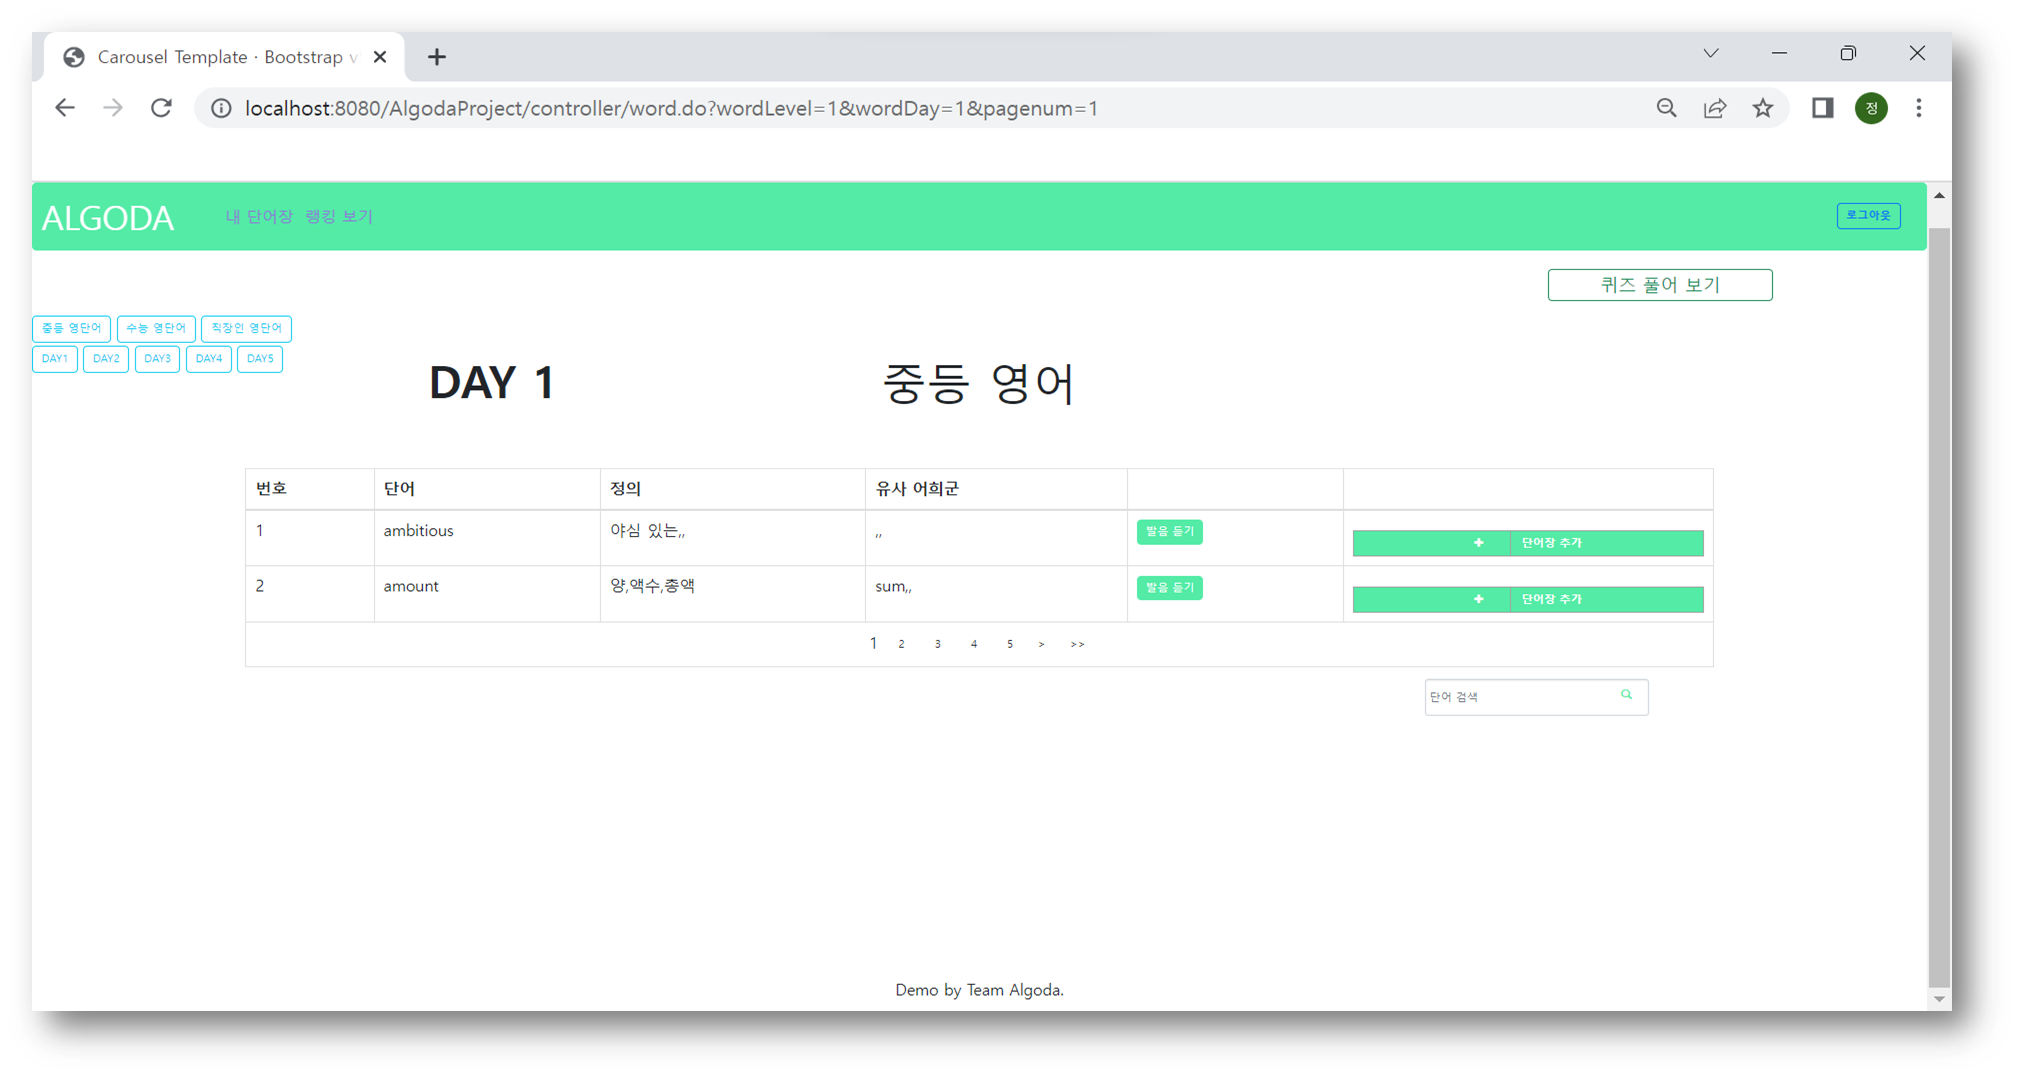 Carousel Template · Bootstrap v
localhost:8080/AlgodaProject/controller/word.do?wordLevel=1&wordDay=1&pagenum=1
정
ALGODA 내 단어장 랭킹 보기 로그아웃
퀴즈 풀어 보기
중등 영단어 수능 영단어 직장인 영단어
DAY1 DAY2 DAY3 DAY4 DAY5
DAY 1 중등 영어
번호 단어 정의 유사 어희군
1 ambitious 야심 있는,, ,, 발음 듣기 + 단어장 추가
2 amount 양,액수,총액 sum,, 발음 듣기 + 단어장 추가
1 2 3 4 5 > >>
단어 검색
Demo by Team Algoda.